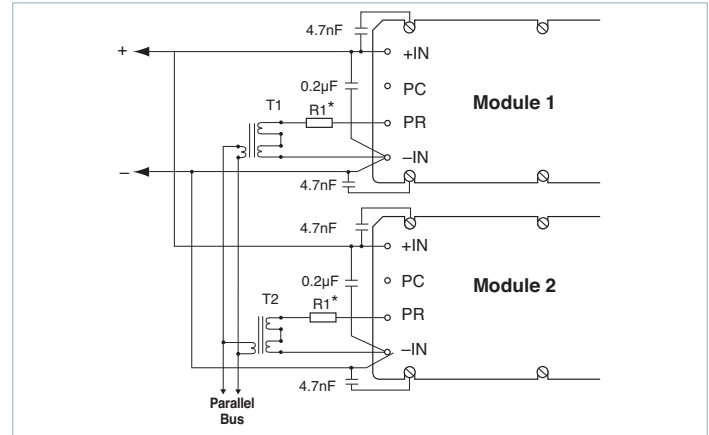 4.7nF
+
+IN
0.2µF
PC
Module 1
T1
R1*
PR
–
–IN
4.7nF
4.7nF
+IN
0.2µF
PC
Module 2
T2
R1*
PR
–IN
4.7nF
Parallel
Bus